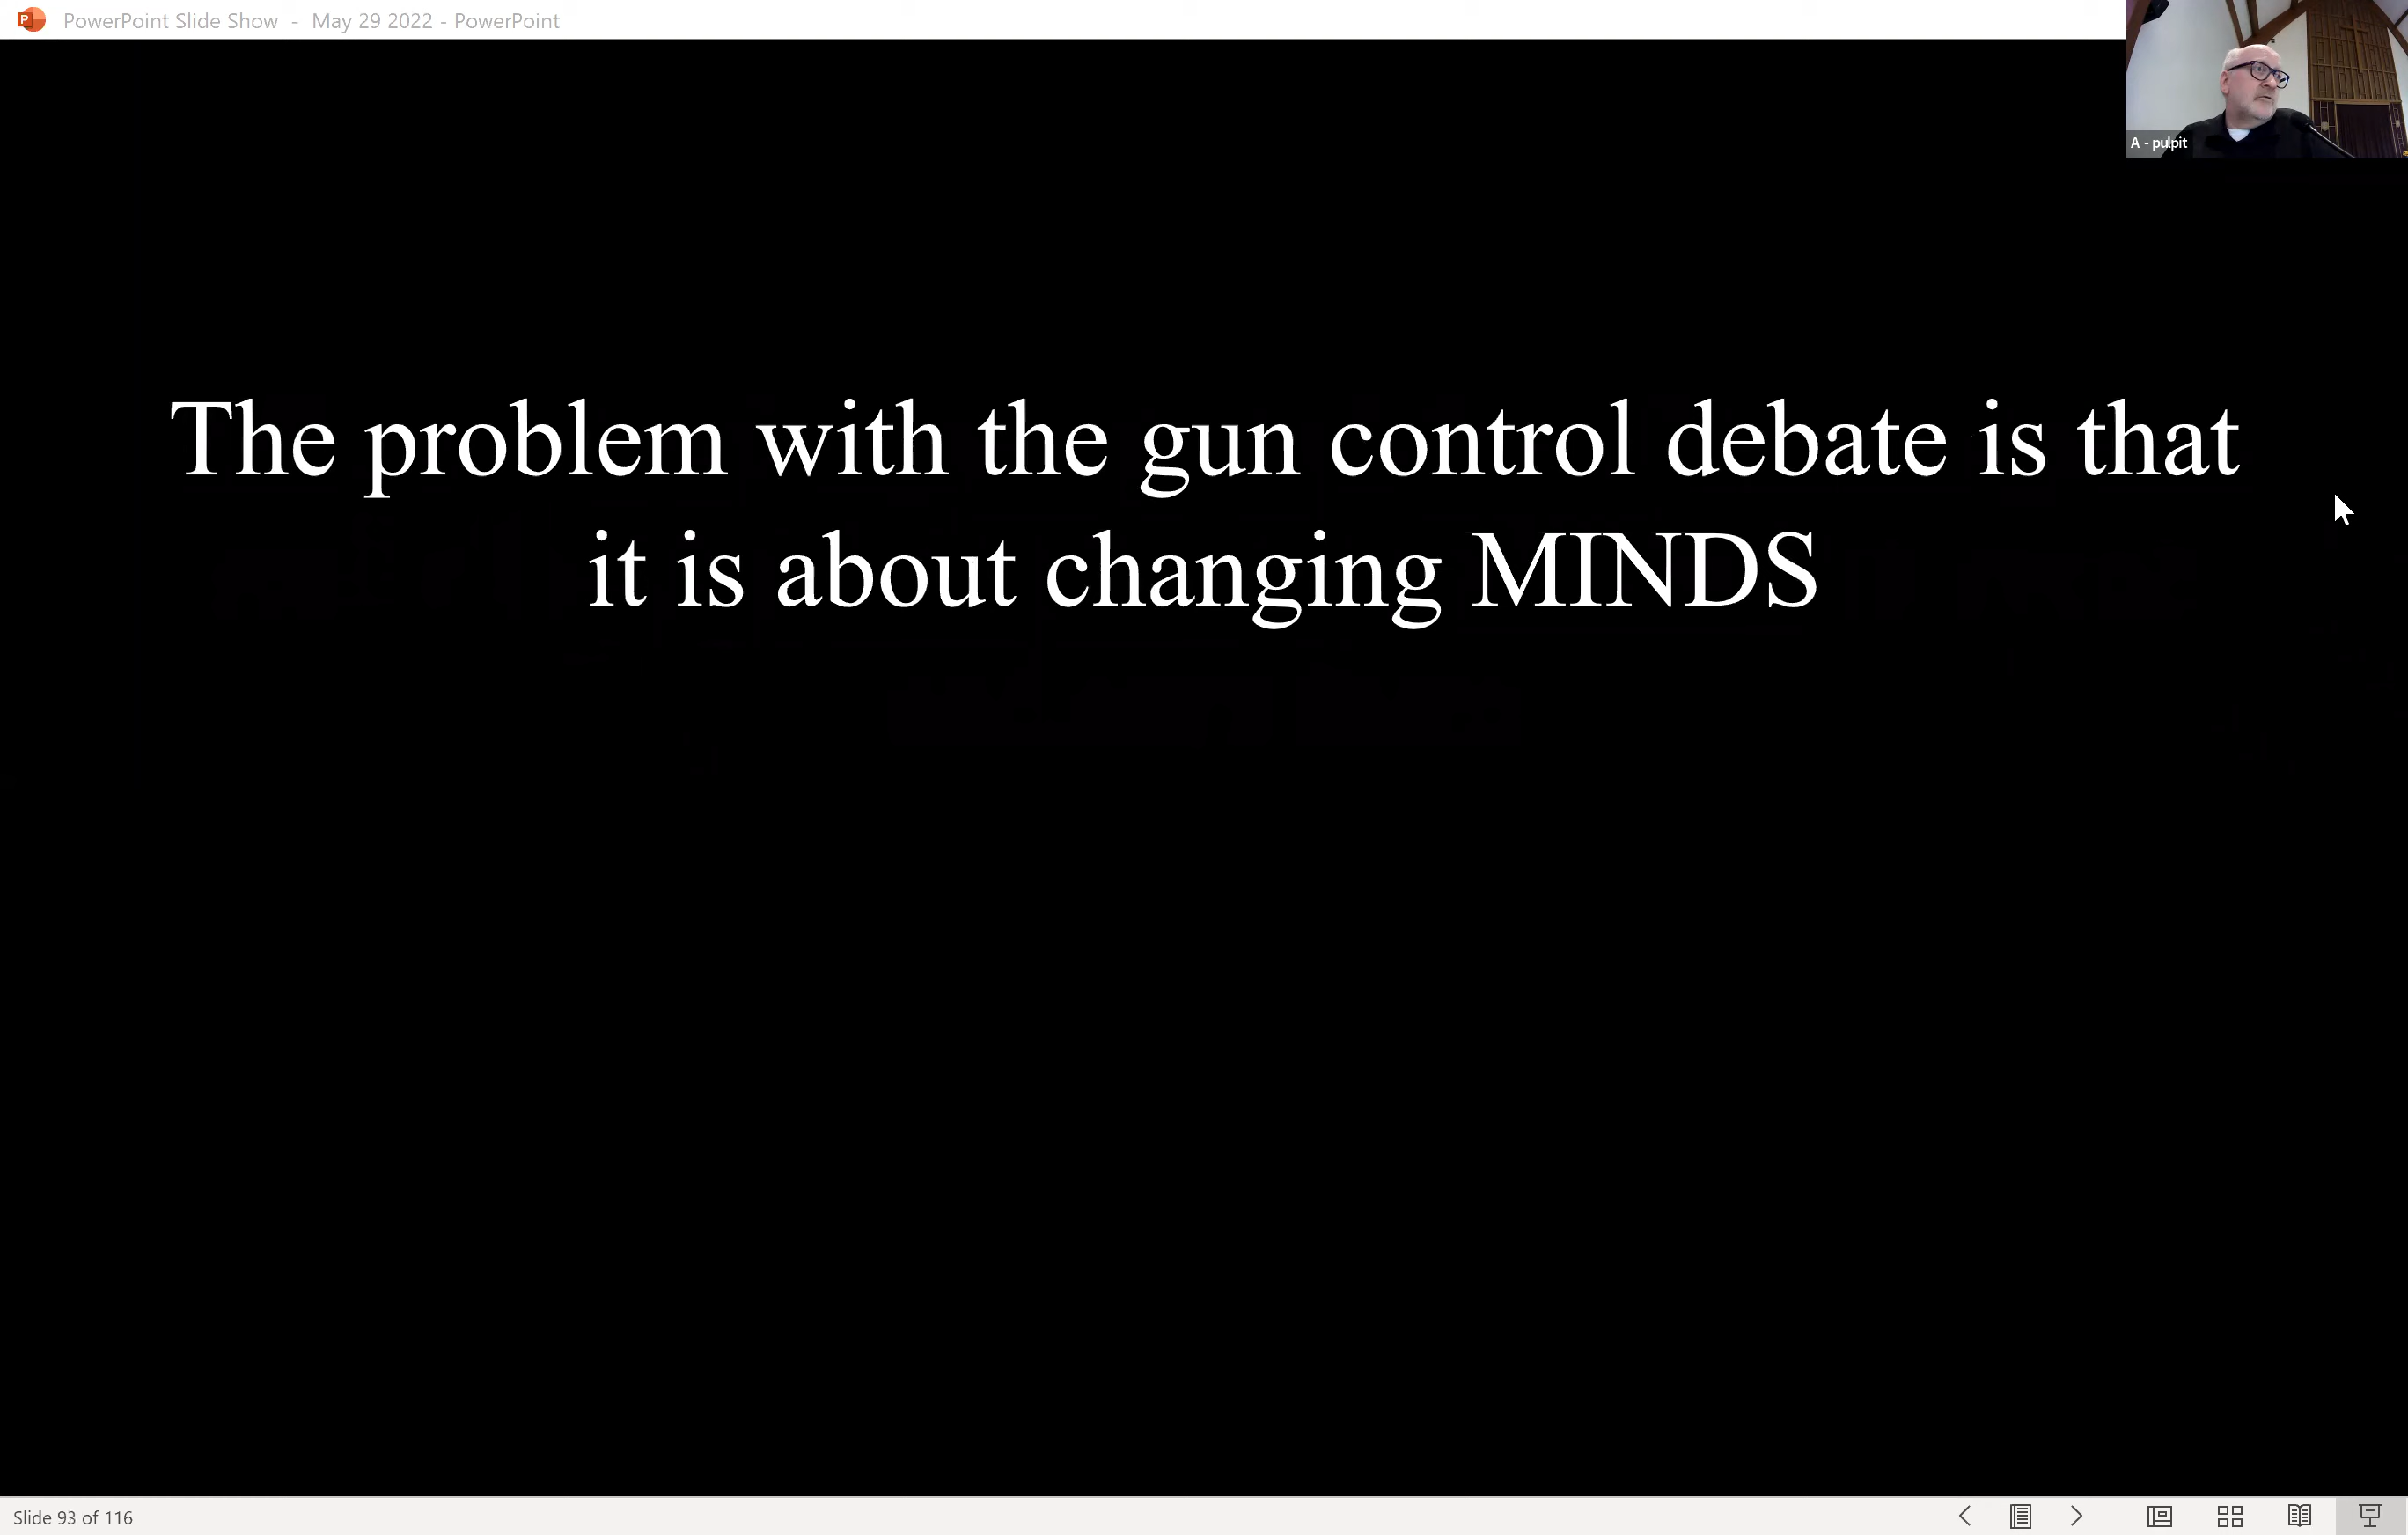 PowerPoint Slide Show - May 29 2022 - PowerPoint
A - pulpit
The problem with the gun control debate is that
it is about changing MINDS
Slide 93 of 116